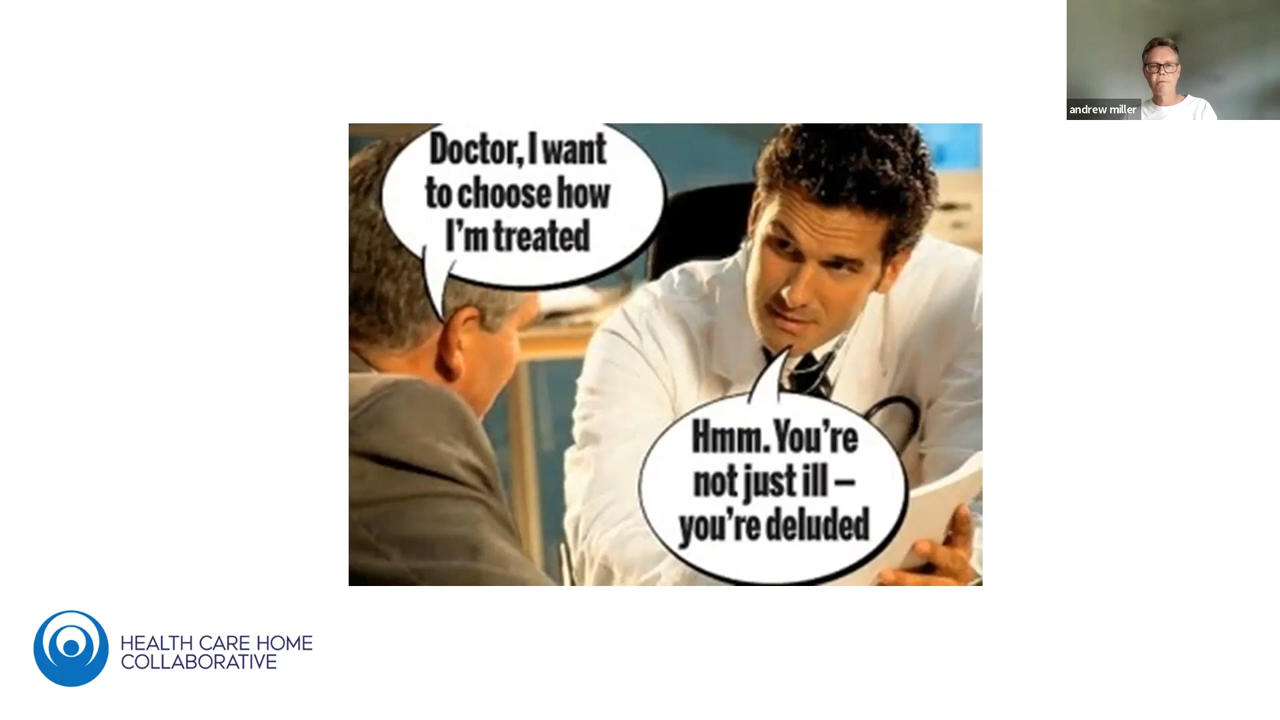 andrew miller
Doctor, I want
to choose how
I'm treated
Hmm. You're
not just ill –
you're deluded
HEALTH CARE HOME
COLLABORATIVE